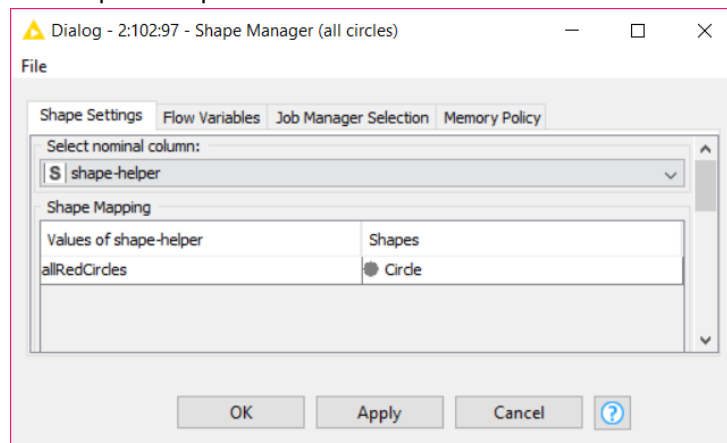 Dialog - 2:102:97 - Shape Manager (all circles)
File
Shape Settings Flow Variables Job Manager Selection Memory Policy
Select nominal column:
S shape-helper
Shape Mapping
Values of shape-helper Shapes
allRedCircles Circle
OK Apply Cancel ?